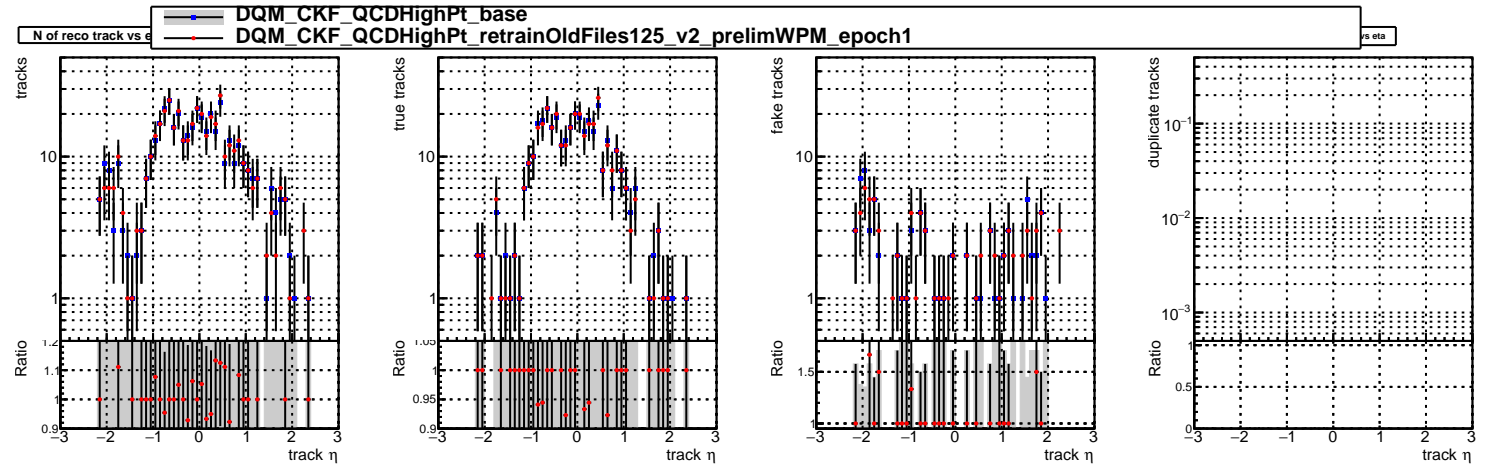 DQM_CKF_QCDHighPt_base
DQM_CKF_QCDHighPt_retrainOldFiles125_v2_prelimWPM_epoch1
N of reco track vs e
vs eta
tracks
10
1
Ratio
1.2
1.1
1
0.9
−3 −2 −1 0 1 2 3
track η
true tracks
10
1
Ratio
1.05
1
0.95
0.9
−3 −2 −1 0 1 2 3
track η
fake tracks
10
1
Ratio
1.5
1
−3 −2 −1 0 1 2 3
track η
duplicate tracks
10⁻¹
10⁻²
10⁻³
Ratio
1
0.5
0
−3 −2 −1 0 1 2 3
track η